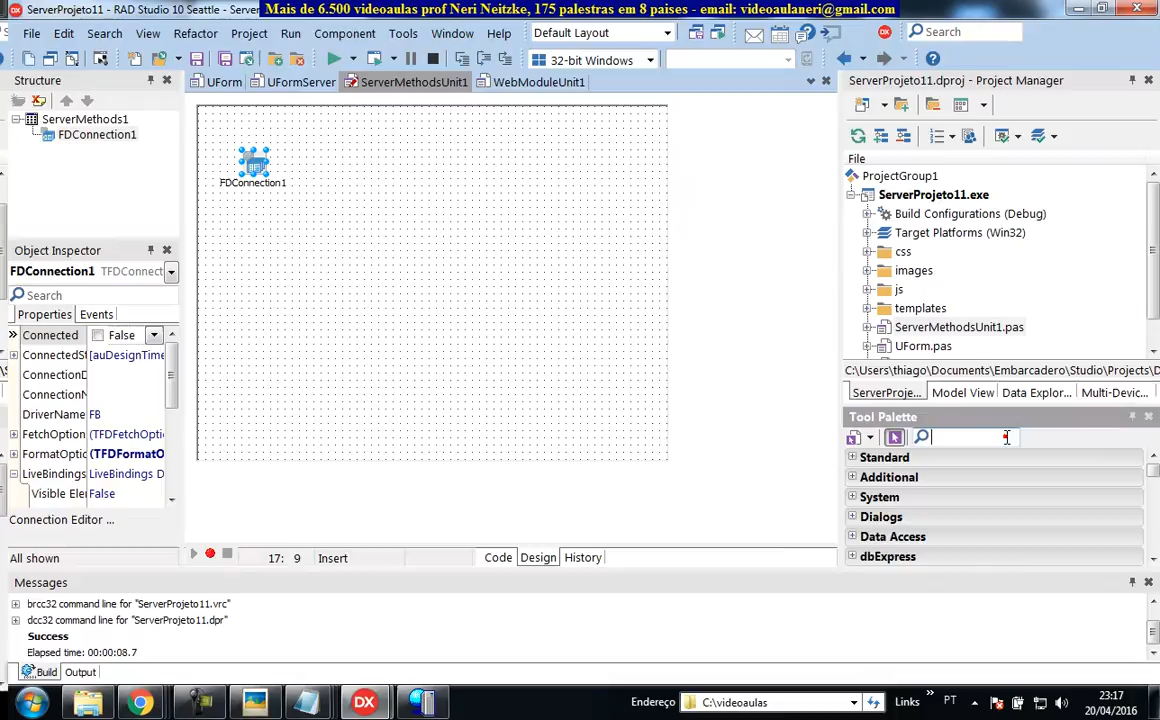 ServerProjeto11 - RAD Studio 10 Seattle - Server
Mais de 6.500 videoaulas prof Neri Neitzke, 175 palestras em 8 paises - email: videoaulaneri@gmail.com
File Edit Search View Refactor Project Run Component Tools Window Help
Default Layout
Search
32-bit Windows
Structure
UForm UFormServer ServerMethodsUnit1 WebModuleUnit1
ServerMethods1
FDConnection1
FDConnection1
Object Inspector
FDConnection1 TFDConnect
Search
Properties Events
Connected False
ConnectedSt [auDesignTime
ConnectionD
ConnectionN
DriverName FB
FetchOption (TFDFetchOpti
FormatOptio (TFDFormatO
LiveBindings LiveBindings D
Visible Eler False
Connection Editor ...
All shown
17: 9 Insert
Code Design History
ServerProjeto11.dproj - Project Manager
File
ProjectGroup1
ServerProjeto11.exe
Build Configurations (Debug)
Target Platforms (Win32)
css
images
js
templates
ServerMethodsUnit1.pas
UForm.pas
C:\Users\thiago\Documents\Embarcadero\Studio\Projects\D
ServerProje... Model View Data Explor... Multi-Devic...
Tool Palette
Standard
Additional
System
Dialogs
Data Access
dbExpress
Messages
brcc32 command line for "ServerProjeto11.vrc"
dcc32 command line for "ServerProjeto11.dpr"
Success
Elapsed time: 00:00:08.7
Build Output
DX
Endereço C:\videoaulas
Links »
PT
23:17
20/04/2016